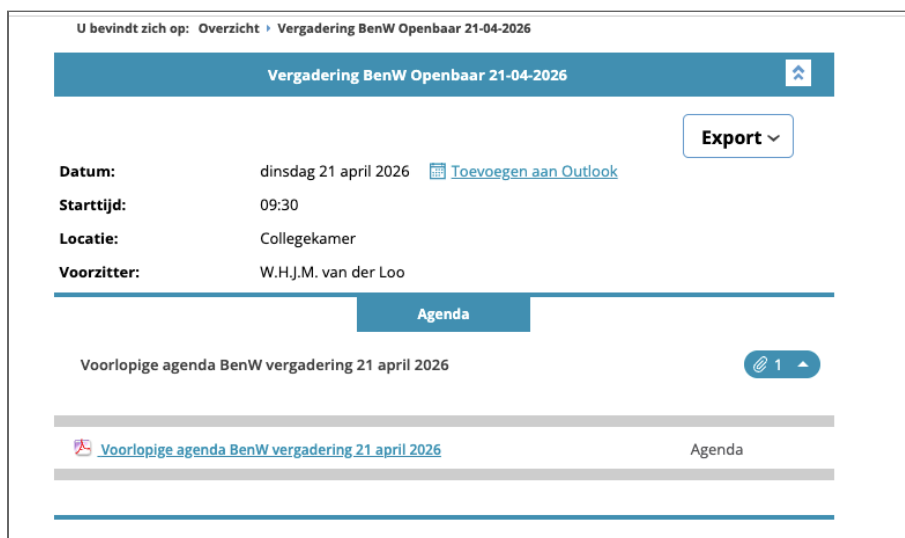 U bevindt zich op: Overzicht Vergadering BenW Openbaar 21-04-2026
Vergadering BenW Openbaar 21-04-2026
Export
Datum: dinsdag 21 april 2026 Toevoegen aan Outlook
Starttijd: 09:30
Locatie: Collegekamer
Voorzitter: W.H.J.M. van der Loo
Agenda
Voorlopige agenda BenW vergadering 21 april 2026 1
Voorlopige agenda BenW vergadering 21 april 2026 Agenda